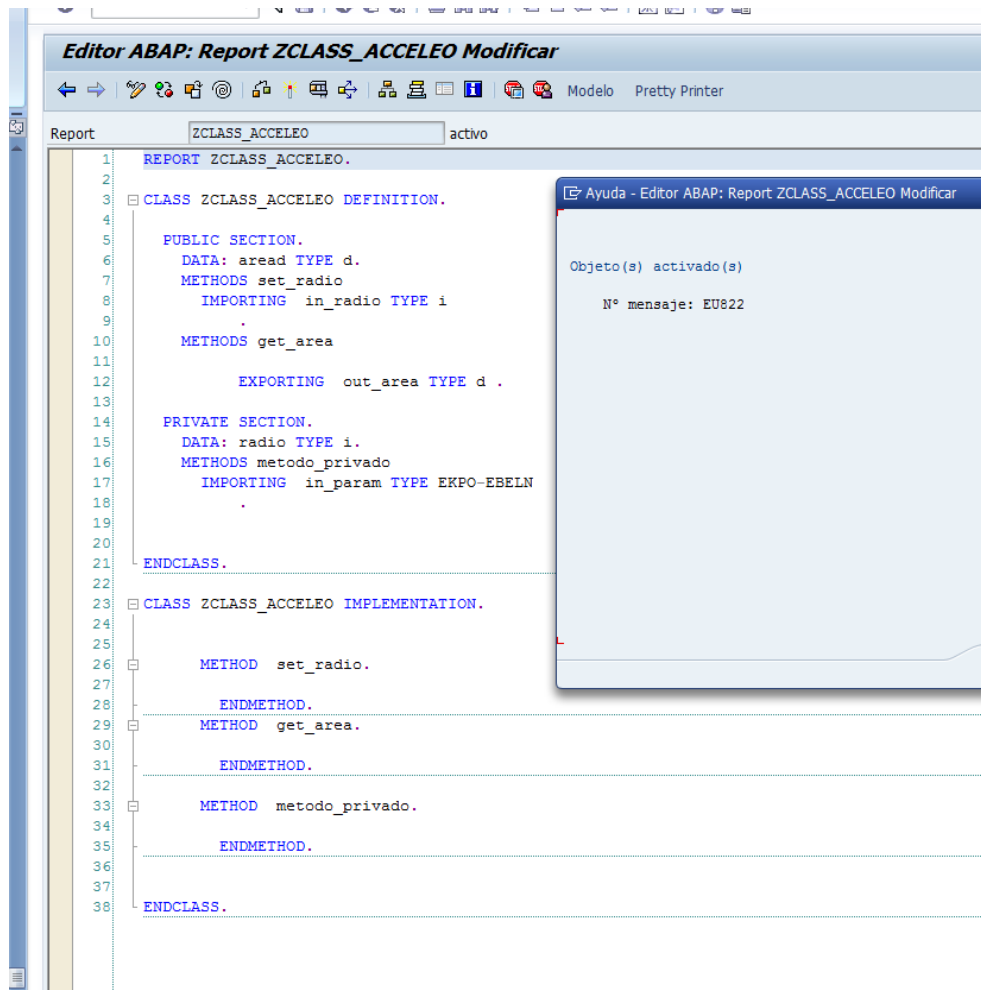 Editor ABAP: Report ZCLASS_ACCELEO Modificar
Modelo Pretty Printer
Report ZCLASS_ACCELEO activo
1 REPORT ZCLASS_ACCELEO.
2
3 CLASS ZCLASS_ACCELEO DEFINITION.
4
5 PUBLIC SECTION.
6 DATA: aread TYPE d.
7 METHODS set_radio
8 IMPORTING in_radio TYPE i
9 .
10 METHODS get_area
11
12 EXPORTING out_area TYPE d .
13
14 PRIVATE SECTION.
15 DATA: radio TYPE i.
16 METHODS metodo_privado
17 IMPORTING in_param TYPE EKPO-EBELN
18 .
19
20
21 ENDCLASS.
22
23 CLASS ZCLASS_ACCELEO IMPLEMENTATION.
24
25
26 METHOD set_radio.
27
28 ENDMETHOD.
29 METHOD get_area.
30
31 ENDMETHOD.
32
33 METHOD metodo_privado.
34
35 ENDMETHOD.
36
37
38 ENDCLASS.
Ayuda - Editor ABAP: Report ZCLASS_ACCELEO Modificar
Objeto(s) activado(s)
Nº mensaje: EU822